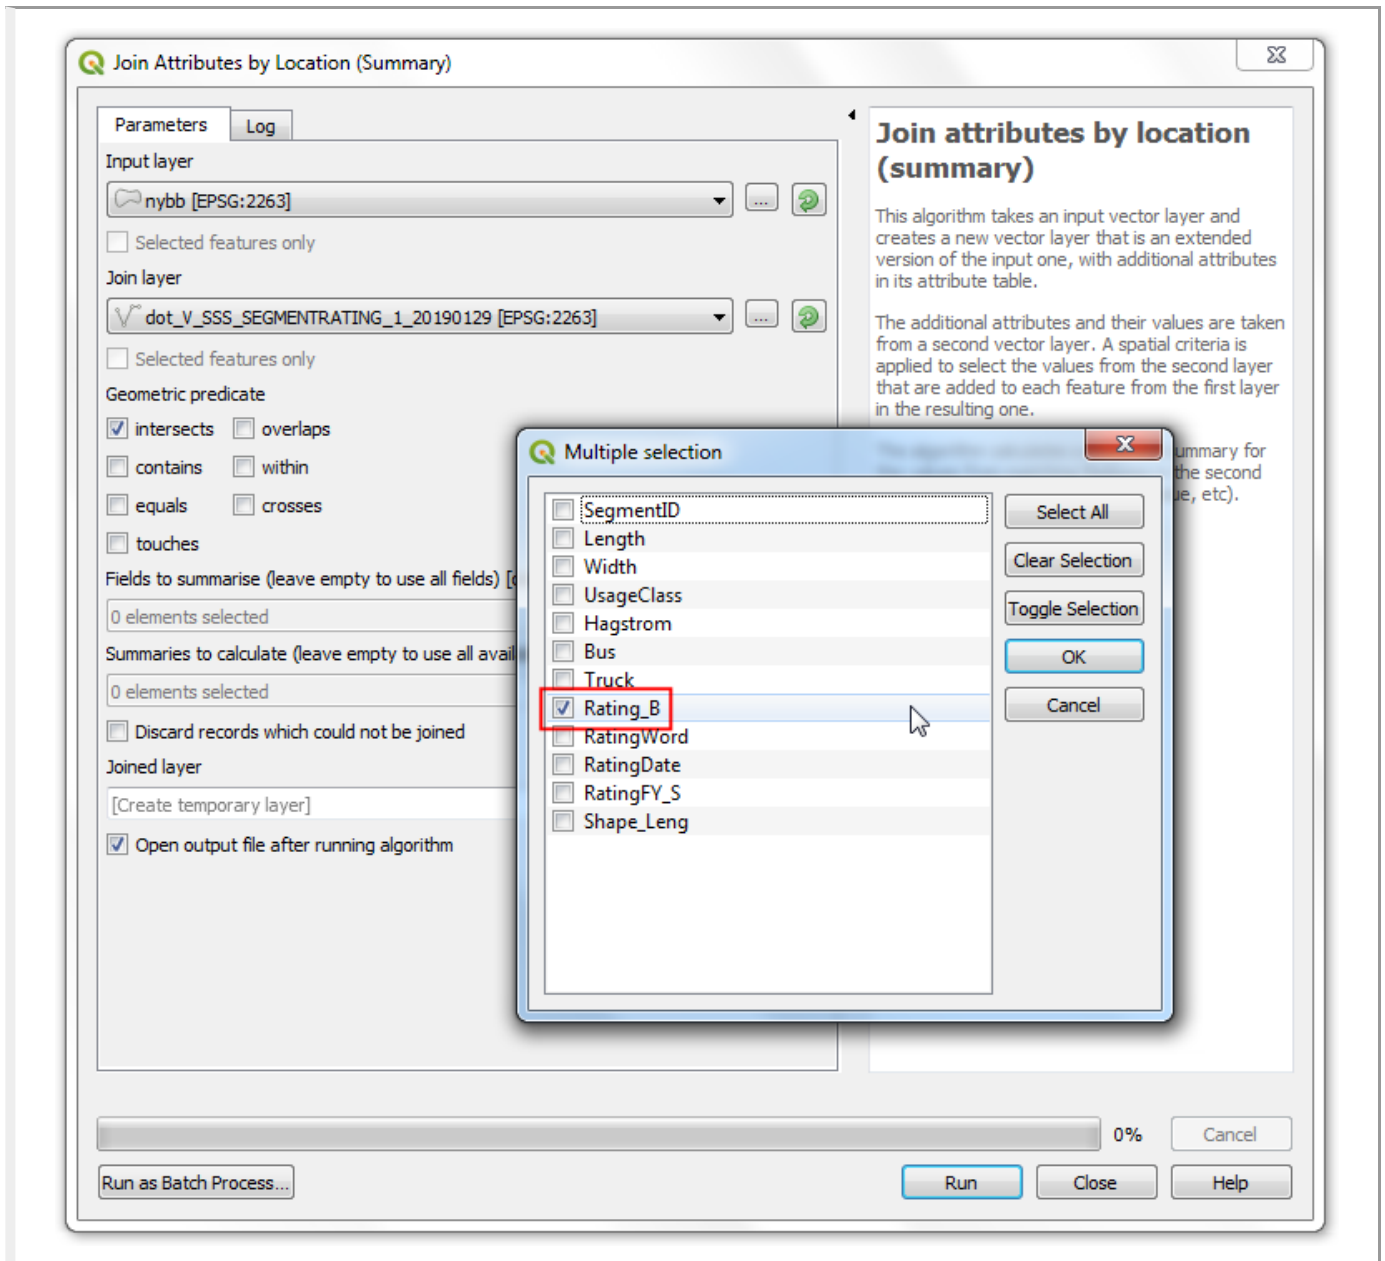 Join Attributes by Location (Summary)
Parameters
Log
Input layer
nybb [EPSG:2263]
...
Selected features only
Join layer
dot_V_SSS_SEGMENTRATING_1_20190129 [EPSG:2263]
...
Selected features only
Geometric predicate
intersects
overlaps
contains
within
equals
crosses
touches
Fields to summarise (leave empty to use all fields)
0 elements selected
Summaries to calculate (leave empty to use all
0 elements selected
Discard records which could not be joined
Joined layer
[Create temporary layer]
Open output file after running algorithm
Join attributes by location
(summary)
This algorithm takes an input vector layer and
creates a new vector layer that is an extended
version of the input one, with additional attributes
in its attribute table.
The additional attributes and their values are taken
from a second vector layer. A spatial criteria is
applied to select the values from the second layer
that are added to each feature from the first layer
in the resulting one.
ummary for
the second
ue, etc).
Multiple selection
SegmentID
Length
Width
UsageClass
Hagstrom
Bus
Truck
Rating_B
RatingWord
RatingDate
RatingFY_S
Shape_Leng
Select All
Clear Selection
Toggle Selection
OK
Cancel
0%
Cancel
Run as Batch Process...
Run
Close
Help